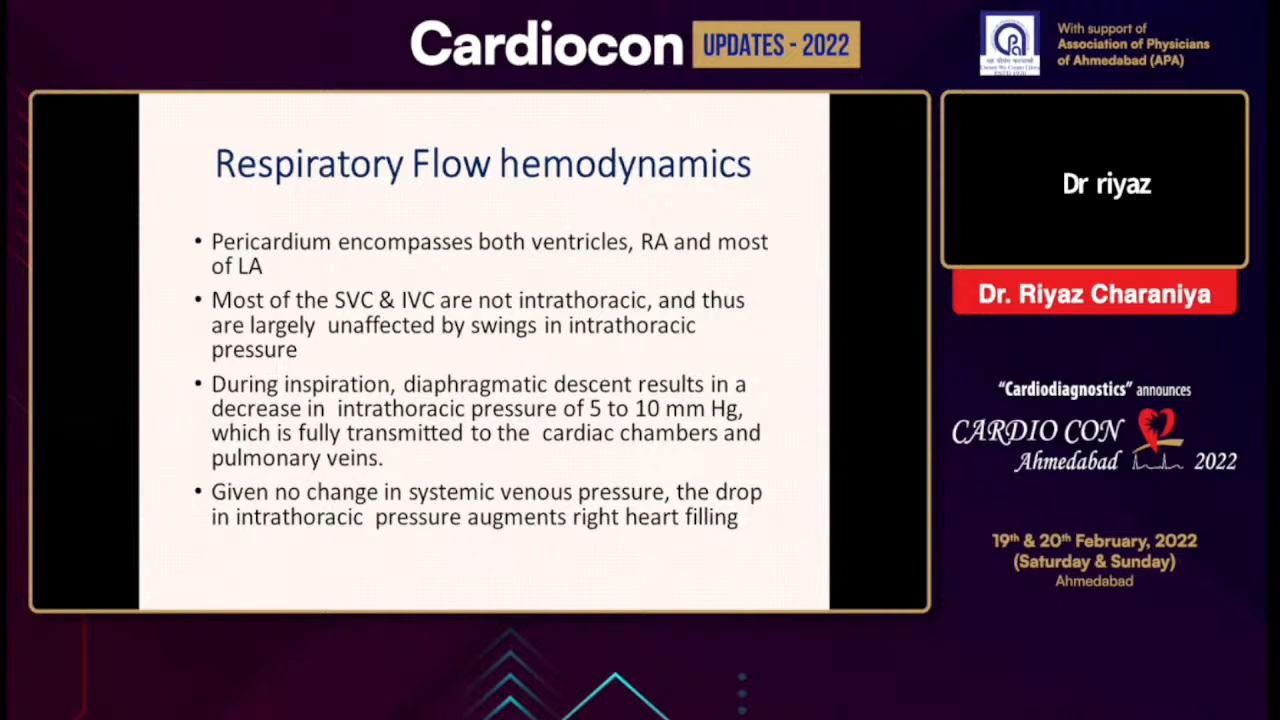 Cardiocon UPDATES - 2022
With support of
Association of Physicians
of Ahmedabad (APA)
Respiratory Flow hemodynamics
• Pericardium encompasses both ventricles, RA and most
of LA
• Most of the SVC & IVC are not intrathoracic, and thus
are largely unaffected by swings in intrathoracic
pressure
• During inspiration, diaphragmatic descent results in a
decrease in intrathoracic pressure of 5 to 10 mm Hg,
which is fully transmitted to the cardiac chambers and
pulmonary veins.
• Given no change in systemic venous pressure, the drop
in intrathoracic pressure augments right heart filling
Dr riyaz
Dr. Riyaz Charaniya
“Cardiodiagnostics” announces
CARDIO CON
Ahmedabad 2022
19th & 20th February, 2022
(Saturday & Sunday)
Ahmedabad